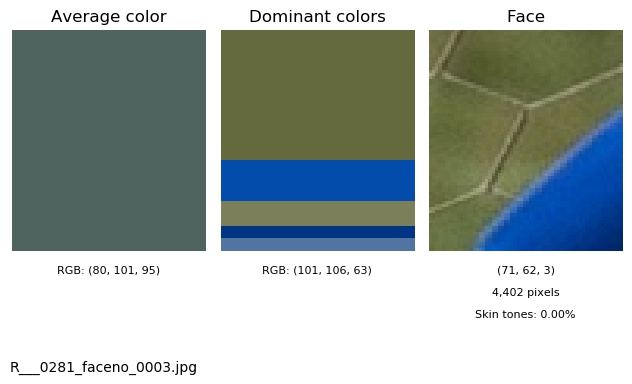 Average color
Dominant colors
Face
RGB: (80, 101, 95)
RGB: (101, 106, 63)
(71, 62, 3)
4,402 pixels
Skin tones: 0.00%
R___0281_faceno_0003.jpg